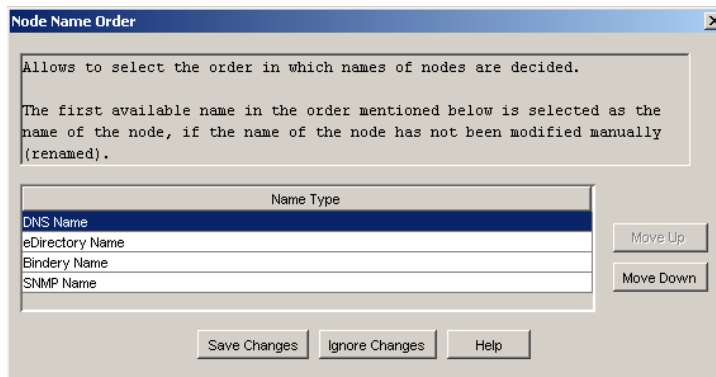 Node Name Order
Allows to select the order in which names of nodes are decided.
The first available name in the order mentioned below is selected as the
name of the node, if the name of the node has not been modified manually
(renamed).
Name Type
DNS Name
eDirectory Name
Bindery Name
SNMP Name
Move Up
Move Down
Save Changes
Ignore Changes
Help